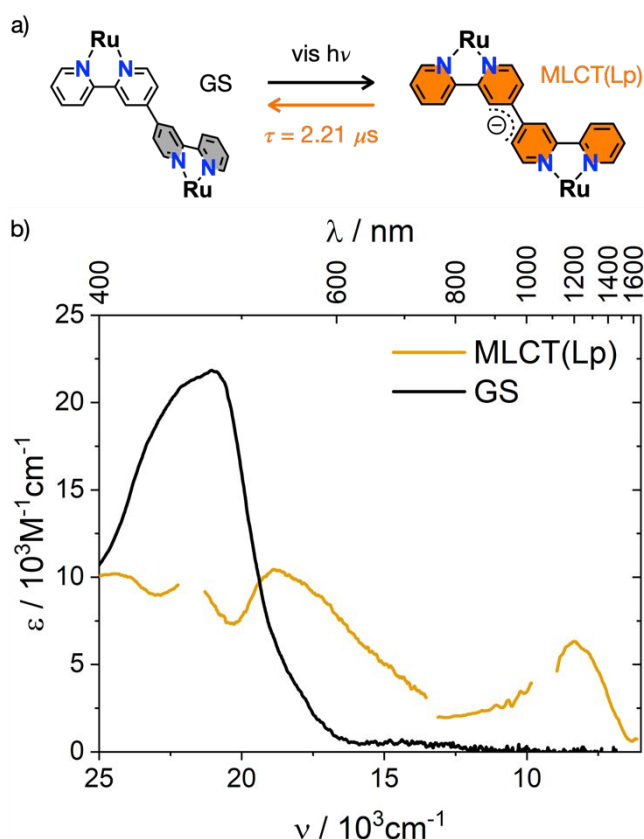 a)
Ru
N
N
N
N
Ru
GS
vis hν
τ = 2.21 μs
Ru
N
N
⊖
N
N
Ru
MLCT(Lp)
b)
λ / nm
400 600 800 1000 1200 1400 1600
25
20
15
10
5
0
ε / 10³M⁻¹cm⁻¹
MLCT(Lp)
GS
25 20 15 10
ν / 10³cm⁻¹